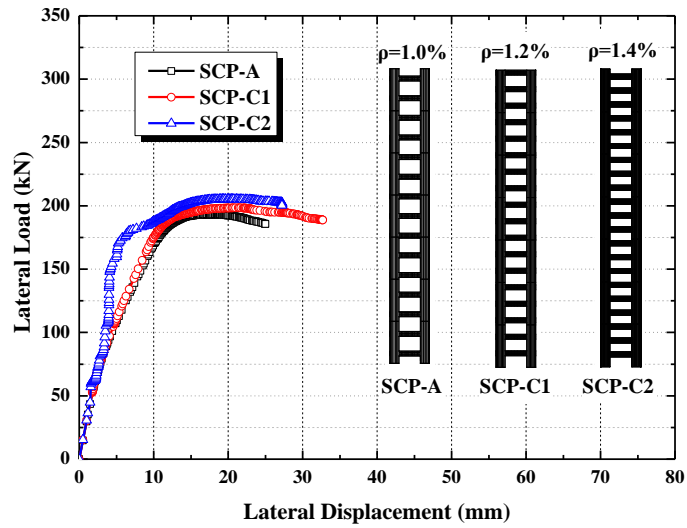 350
300
250
200
150
100
50
0
Lateral Load (kN)
SCP-A
SCP-C1
SCP-C2
ρ=1.0% ρ=1.2% ρ=1.4%
SCP-A SCP-C1 SCP-C2
0 10 20 30 40 50 60 70 80
Lateral Displacement (mm)